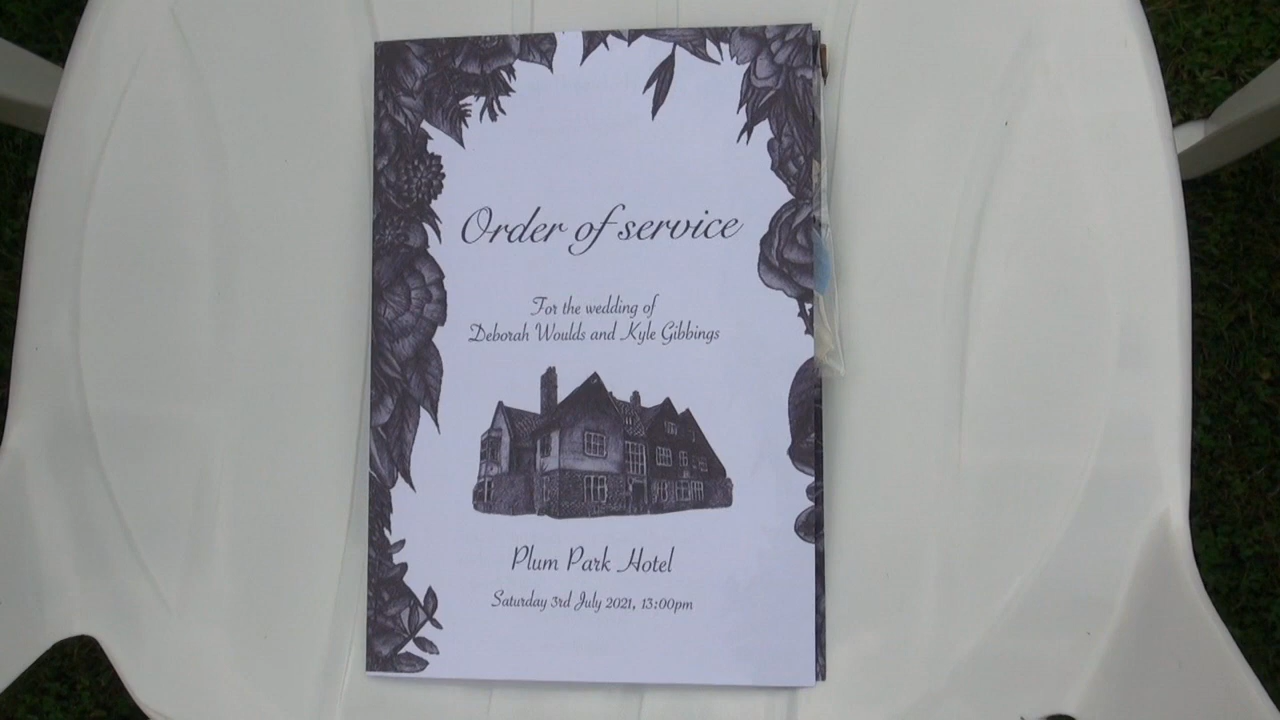 Order of service
For the wedding of
Deborah Woulds and Kyle Gibbings
Plum Park Hotel
Saturday 3rd July 2021, 13:00pm